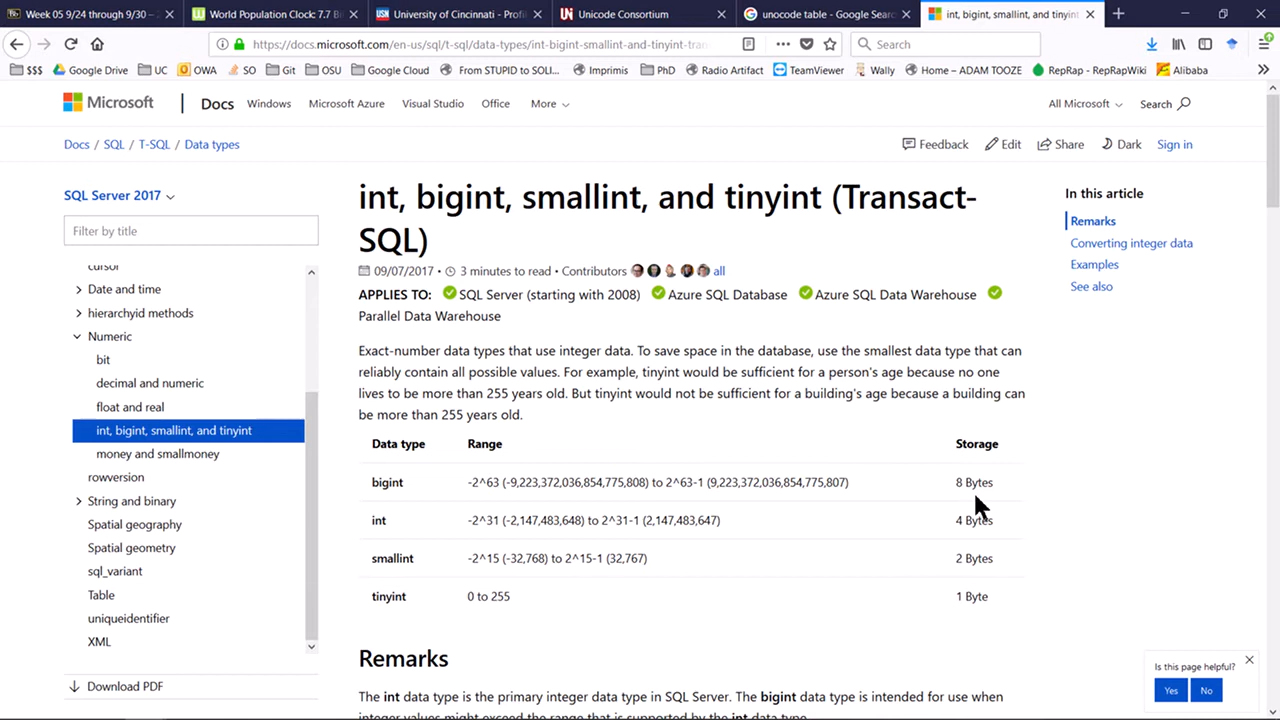 Week 05 9/24 through 9/30 –
World Population Clock: 7.7 B
University of Cincinnati - Profi
Unicode Consortium
unocode table - Google Sear
int, bigint, smallint, and tinyint
https://docs.microsoft.com/en-us/sql/t-sql/data-types/int-bigint-smallint-and-tinyint-tran
Search
$$$
Google Drive
UC
OWA
SO
Git
OSU
Google Cloud
From STUPID to SOLI...
Imprimis
PhD
Radio Artifact
TeamViewer
Wally
Home – ADAM TOOZE
RepRap - RepRapWiki
Alibaba
Microsoft
Docs
Windows
Microsoft Azure
Visual Studio
Office
More
All Microsoft
Search
Docs / SQL / T-SQL / Data types
Feedback
Edit
Share
Dark
Sign in
SQL Server 2017
Filter by title
cursor
Date and time
hierarchyid methods
Numeric
bit
decimal and numeric
float and real
int, bigint, smallint, and tinyint
money and smallmoney
rowversion
String and binary
Spatial geography
Spatial geometry
sql_variant
Table
uniqueidentifier
XML
Download PDF
int, bigint, smallint, and tinyint (Transact-
SQL)
09/07/2017 • 3 minutes to read • Contributors all
APPLIES TO: SQL Server (starting with 2008) Azure SQL Database Azure SQL Data Warehouse
Parallel Data Warehouse
Exact-number data types that use integer data. To save space in the database, use the smallest data type that can
reliably contain all possible values. For example, tinyint would be sufficient for a person's age because no one
lives to be more than 255 years old. But tinyint would not be sufficient for a building's age because a building can
be more than 255 years old.
Data type Range Storage
bigint -2^63 (-9,223,372,036,854,775,808) to 2^63-1 (9,223,372,036,854,775,807) 8 Bytes
int -2^31 (-2,147,483,648) to 2^31-1 (2,147,483,647) 4 Bytes
smallint -2^15 (-32,768) to 2^15-1 (32,767) 2 Bytes
tinyint 0 to 255 1 Byte
Remarks
The int data type is the primary integer data type in SQL Server. The bigint data type is intended for use when
integer values might exceed the range that is supported by the int data type.
In this article
Remarks
Converting integer data
Examples
See also
Is this page helpful?
Yes
No